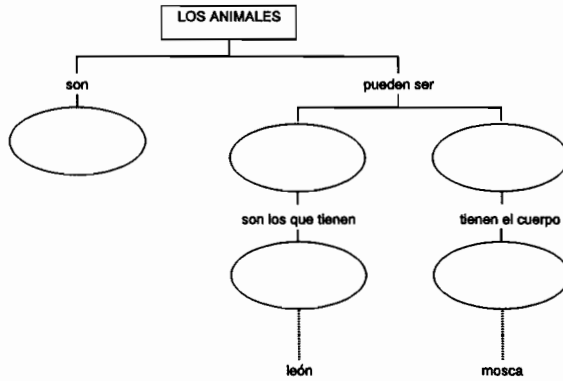 LOS ANIMALES
son
pueden ser
son los que tienen
tienen el cuerpo
león
mosca